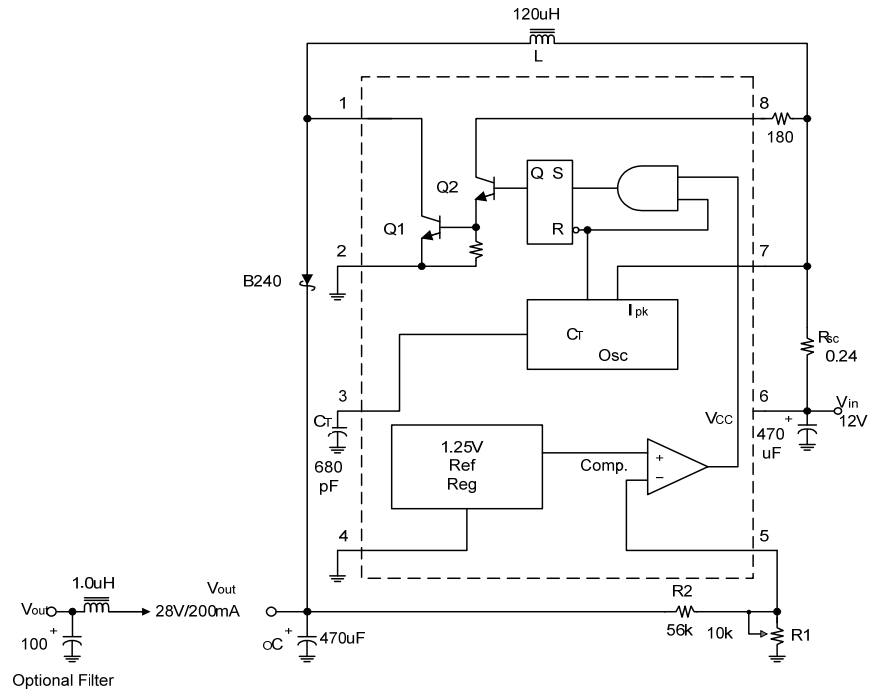 120uH
L
1
8
180
Q2
Q S
Q1
R
2
7
B240
Ipk
CT
Osc
Rsc
0.24
3
6
Vin
12V
CT
VCC
470
uF
680
pF
1.25V
Ref
Reg
Comp.
+
−
4
5
1.0uH
Vout
R2
Vout
28V/200mA
+
100
+
oC
470uF
56k
10k
R1
+
Optional Filter